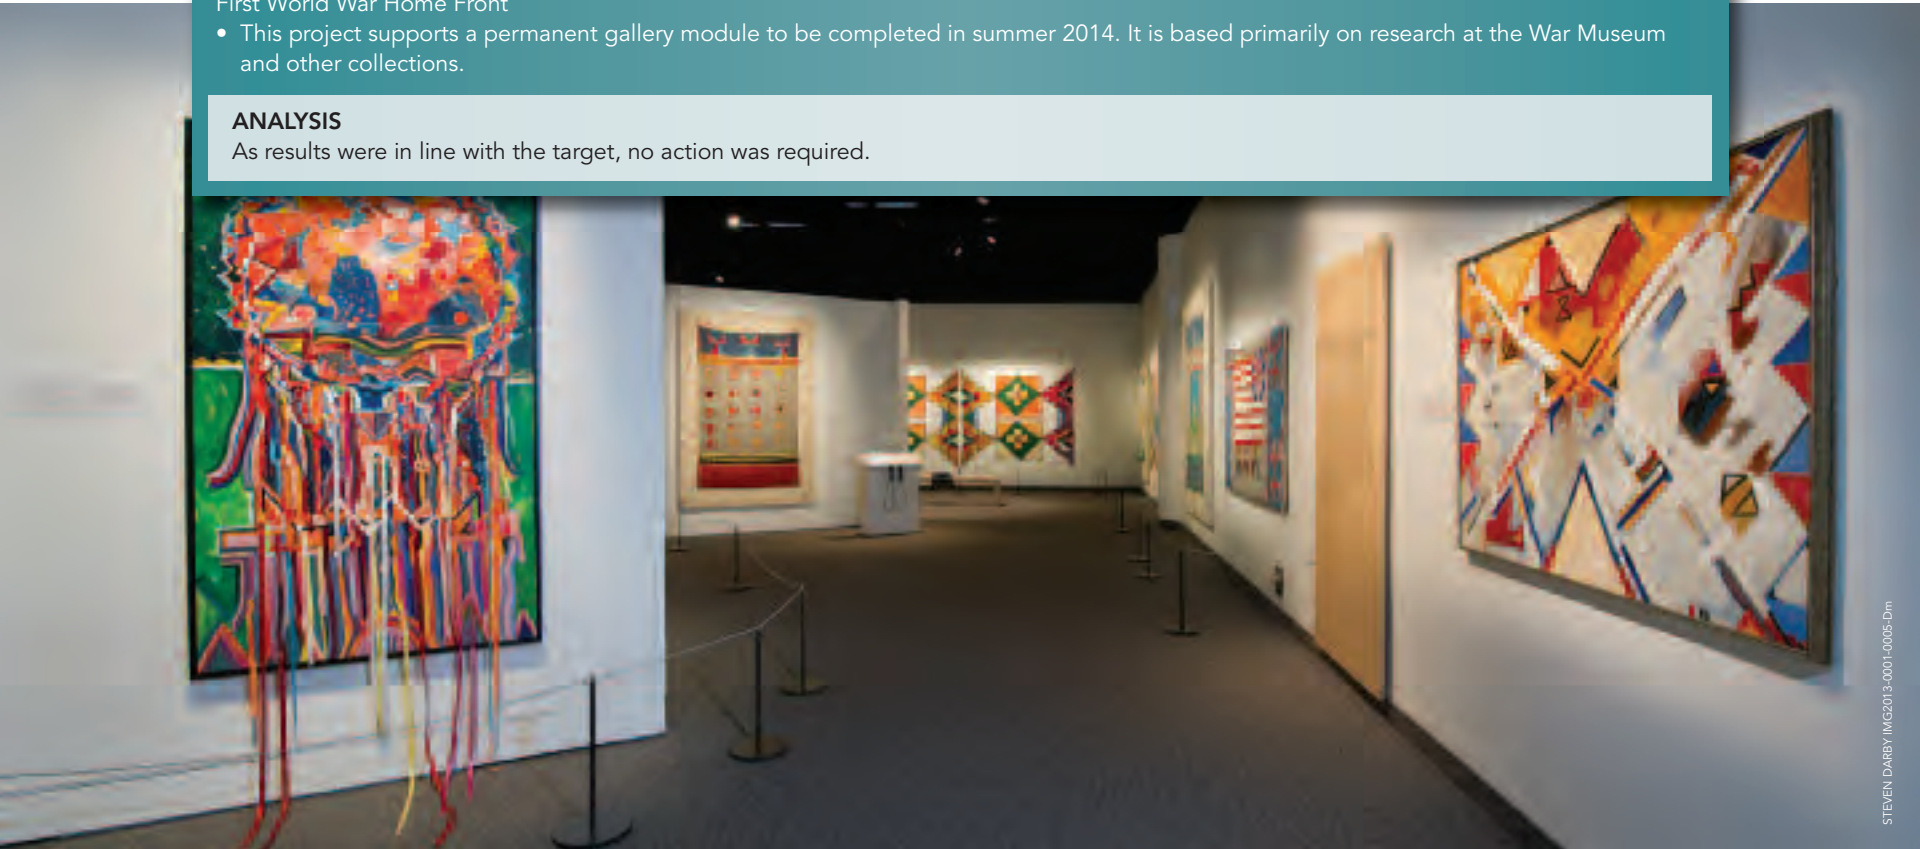 First World War Home Front
• This project supports a permanent gallery module to be completed in summer 2014. It is based primarily on research at the War Museum
and other collections.
ANALYSIS
As results were in line with the target, no action was required.
STEVEN DARBY IMG2013-0001-0005-Dm